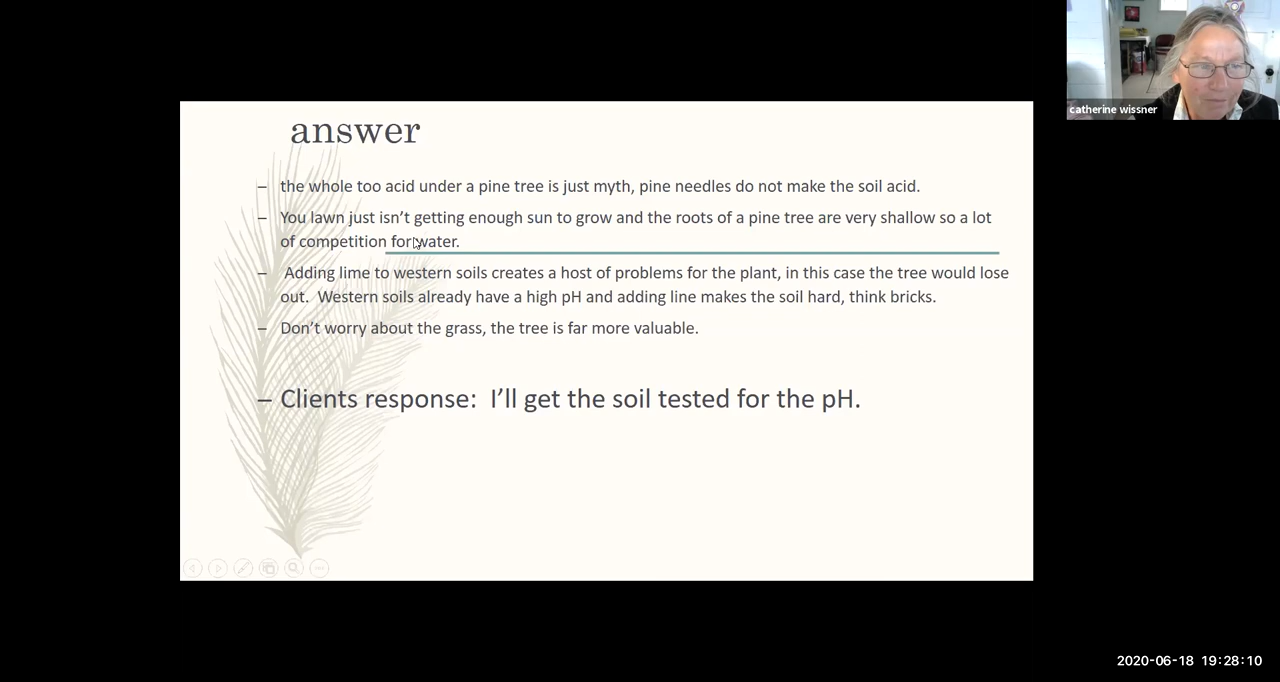 catherine wissner
answer
– the whole too acid under a pine tree is just myth, pine needles do not make the soil acid.
– You lawn just isn’t getting enough sun to grow and the roots of a pine tree are very shallow so a lot
of competition for water.
– Adding lime to western soils creates a host of problems for the plant, in this case the tree would lose
out.  Western soils already have a high pH and adding line makes the soil hard, think bricks.
– Don’t worry about the grass, the tree is far more valuable.
– Clients response:  I’ll get the soil tested for the pH.
2020-06-18 19:28:10